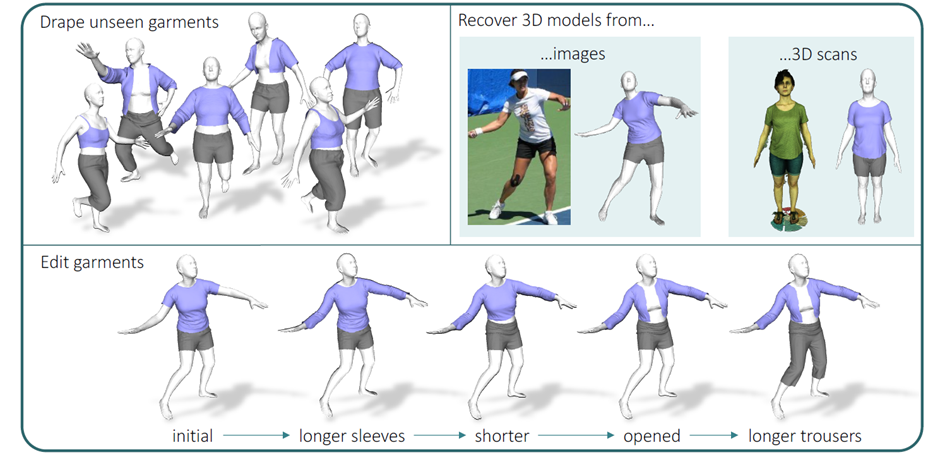 Drape unseen garments
Recover 3D models from...
...images
...3D scans
Edit garments
initial
longer sleeves
shorter
opened
longer trousers